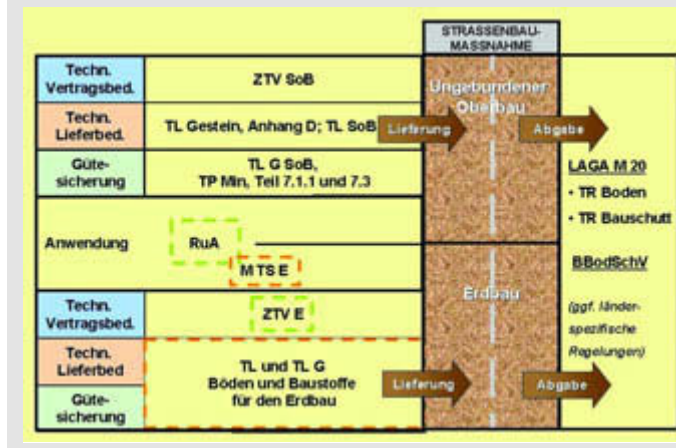 STRASSENBAU-
MASSNAHME
Techn.
Vertragsbed.
ZTV SoB
Ungebundener
Oberbau
Techn.
Lieferbed.
TL Gestein, Anhang D; TL SoB
Lieferung
Abgabe
Güte-
sicherung
TL G SoB,
TP Min, Teil 7.1.1 und 7.3
LAGA M 20
• TR Boden
• TR Bauschutt
Anwendung
RuA
M TS E
BBodSchV
Erdbau
Techn.
Vertragsbed.
ZTV E
(ggf. länder-
spezifische
Regelungen)
Techn.
Lieferbed
TL und TL G
Böden und Baustoffe
für den Erdbau
Lieferung
Abgabe
Güte-
sicherung